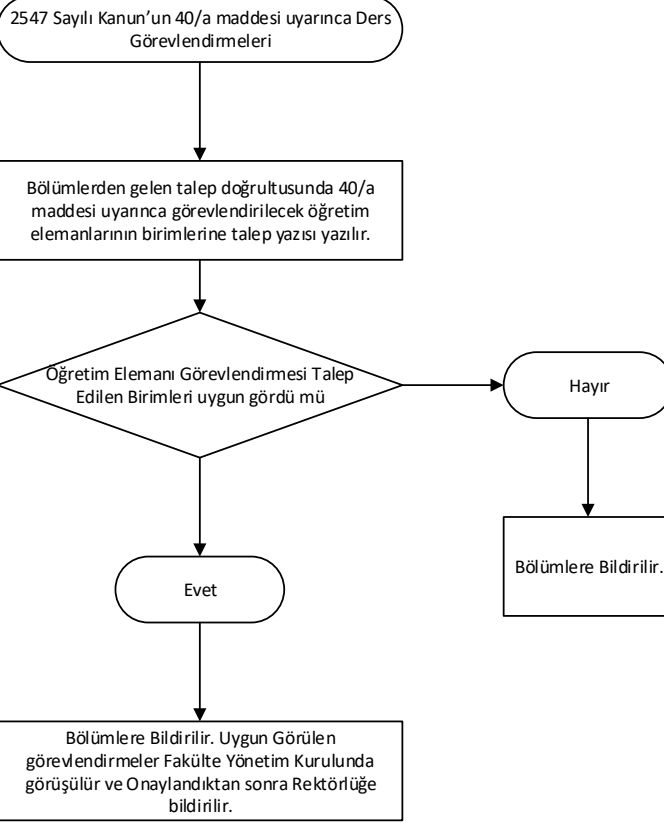 2547 Sayılı Kanun’un 40/a maddesi uyarınca Ders
Görevlendirmeleri
Bölümlerden gelen talep doğrultusunda 40/a
maddesi uyarınca görevlendirilecek öğretim
elemanlarının birimlerine talep yazısı yazılır.
Öğretim Elemanı Görevlendirmesi Talep
Edilen Birimleri uygun gördü mü
Hayır
Bölümlere Bildirilir.
Evet
Bölümlere Bildirilir. Uygun Görülen
görevlendirmeler Fakülte Yönetim Kurulunda
görüşülür ve Onaylandıktan sonra Rektörlüğe
bildirilir.